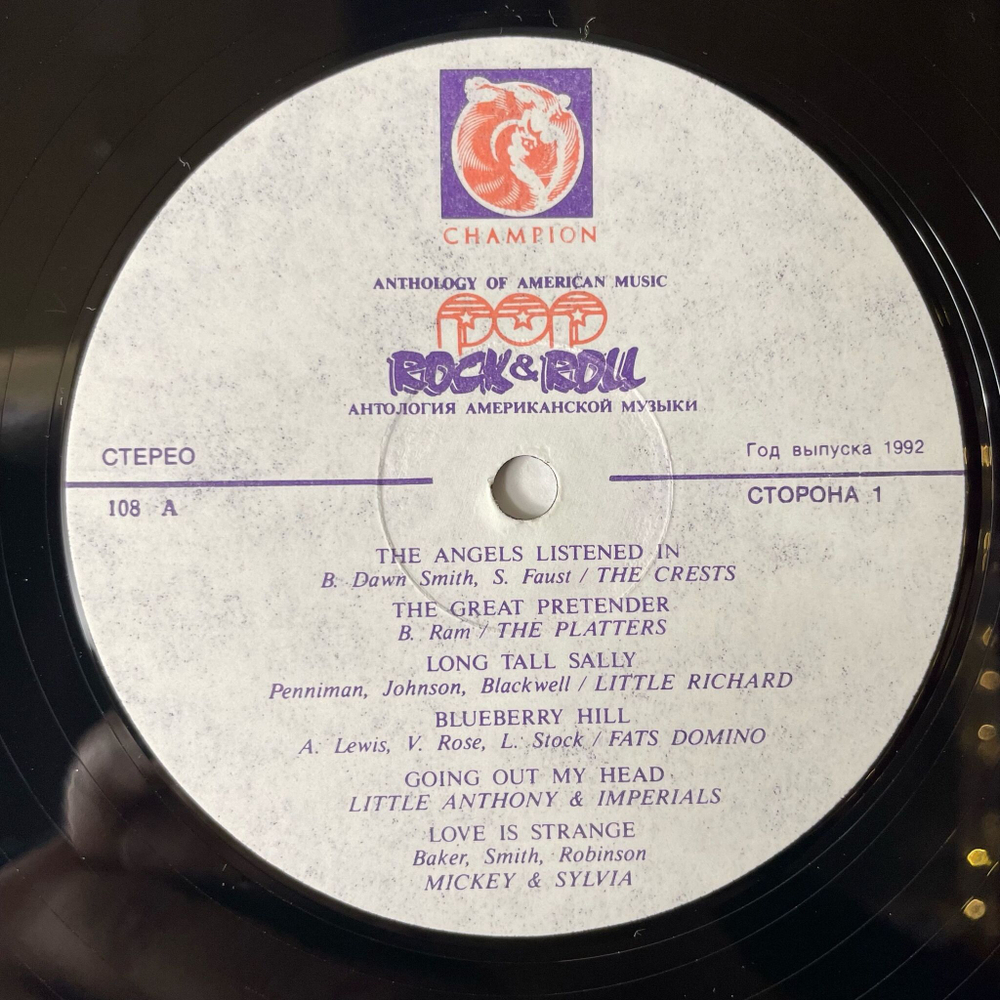 CHAMPION
ANTHOLOGY OF AMERICAN MUSIC
POP
ROCK & ROLL
АНТОЛОГИЯ АМЕРИКАНСКОЙ МУЗЫКИ
СТЕРЕО
Год выпуска 1992
108 А
СТОРОНА 1
THE ANGELS LISTENED IN
B. Dawn Smith, S. Faust / THE CRESTS
THE GREAT PRETENDER
B. Ram / THE PLATTERS
LONG TALL SALLY
Penniman, Johnson, Blackwell / LITTLE RICHARD
BLUEBERRY HILL
A. Lewis, V. Rose, L. Stock / FATS DOMINO
GOING OUT MY HEAD
LITTLE ANTHONY & IMPERIALS
LOVE IS STRANGE
Baker, Smith, Robinson
MICKEY & SYLVIA